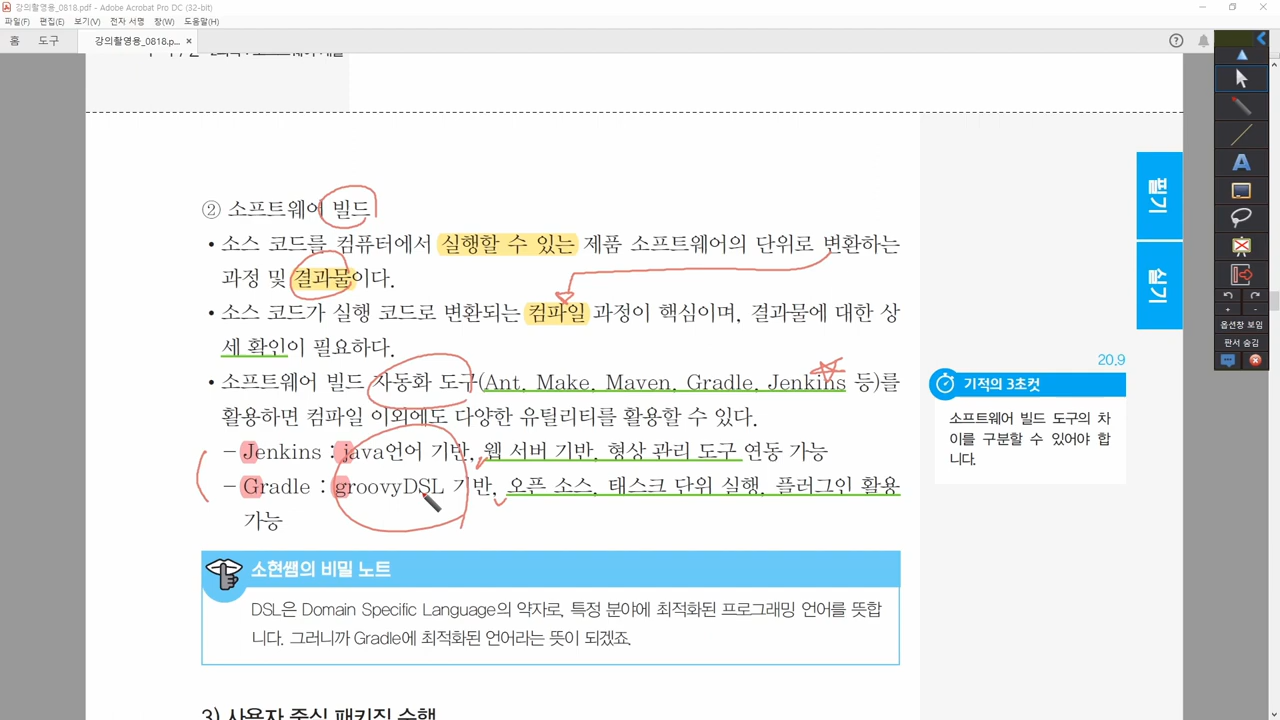 강의촬영용_0818.pdf - Adobe Acrobat Pro DC (32-bit)
파일(F) 편집(E) 보기(V) 전자 서명 창(W) 도움말(H)
홈 도구 강의촬영용_0818.p... ×
② 소프트웨어 빌드
• 소스 코드를 컴퓨터에서 실행할 수 있는 제품 소프트웨어의 단위로 변환하는
과정 및 결과물이다.
• 소스 코드가 실행 코드로 변환되는 컴파일 과정이 핵심이며, 결과물에 대한 상
세 확인이 필요하다.
• 소프트웨어 빌드 자동화 도구(Ant, Make, Maven, Gradle, Jenkins 등)를
활용하면 컴파일 이외에도 다양한 유틸리티를 활용할 수 있다.
– Jenkins : java언어 기반, 웹 서버 기반, 형상 관리 도구 연동 가능
– Gradle : groovyDSL 기반, 오픈 소스, 태스크 단위 실행, 플러그인 활용
가능
소현쌤의 비밀 노트
DSL은 Domain Specific Language의 약자로, 특정 분야에 최적화된 프로그래밍 언어를 뜻합
니다. 그러니까 Gradle에 최적화된 언어라는 뜻이 되겠죠.
3) 사용자 중심 패키징 수행
필기
실기
20.9
기적의 3초컷
소프트웨어 빌드 도구의 차
이를 구분할 수 있어야 합
니다.
A
+ -
옵션창 보임
판서 숨김